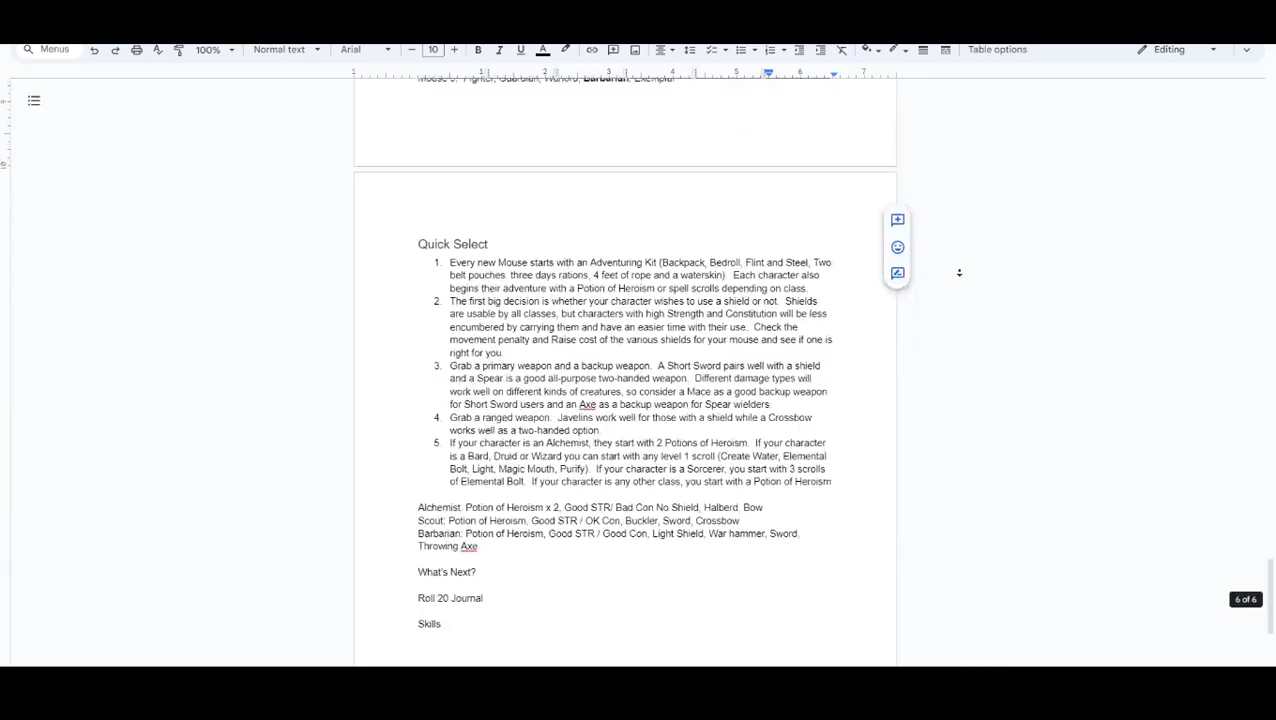 Menus 100% Normal text Arial 10 Table options Editing
1 1 2 3 4 5 6 7
Mouse 3: Fighter, Guardian, Warlord, Barbarian, Exemplar
Quick Select
1. Every new Mouse starts with an Adventuring Kit (Backpack, Bedroll, Flint and Steel, Two
belt pouches. three days rations, 4 feet of rope and a waterskin). Each character also
begins their adventure with a Potion of Heroism or spell scrolls depending on class.
2. The first big decision is whether your character wishes to use a shield or not. Shields
are usable by all classes, but characters with high Strength and Constitution will be less
encumbered by carrying them and have an easier time with their use. Check the
movement penalty and Raise cost of the various shields for your mouse and see if one is
right for you.
3. Grab a primary weapon and a backup weapon. A Short Sword pairs well with a shield
and a Spear is a good all-purpose two-handed weapon. Different damage types will
work well on different kinds of creatures, so consider a Mace as a good backup weapon
for Short Sword users and an Axe as a backup weapon for Spear wielders.
4. Grab a ranged weapon. Javelins work well for those with a shield while a Crossbow
works well as a two-handed option.
5. If your character is an Alchemist, they start with 2 Potions of Heroism. If your character
is a Bard, Druid or Wizard you can start with any level 1 scroll (Create Water, Elemental
Bolt, Light, Magic Mouth, Purify). If your character is a Sorcerer, you start with 3 scrolls
of Elemental Bolt. If your character is any other class, you start with a Potion of Heroism
Alchemist: Potion of Heroism x 2, Good STR/ Bad Con No Shield, Halberd, Bow
Scout: Potion of Heroism, Good STR / OK Con, Buckler, Sword, Crossbow
Barbarian: Potion of Heroism, Good STR / Good Con, Light Shield, War hammer, Sword,
Throwing Axe
What's Next?
6 of 6
Roll 20 Journal
Skills